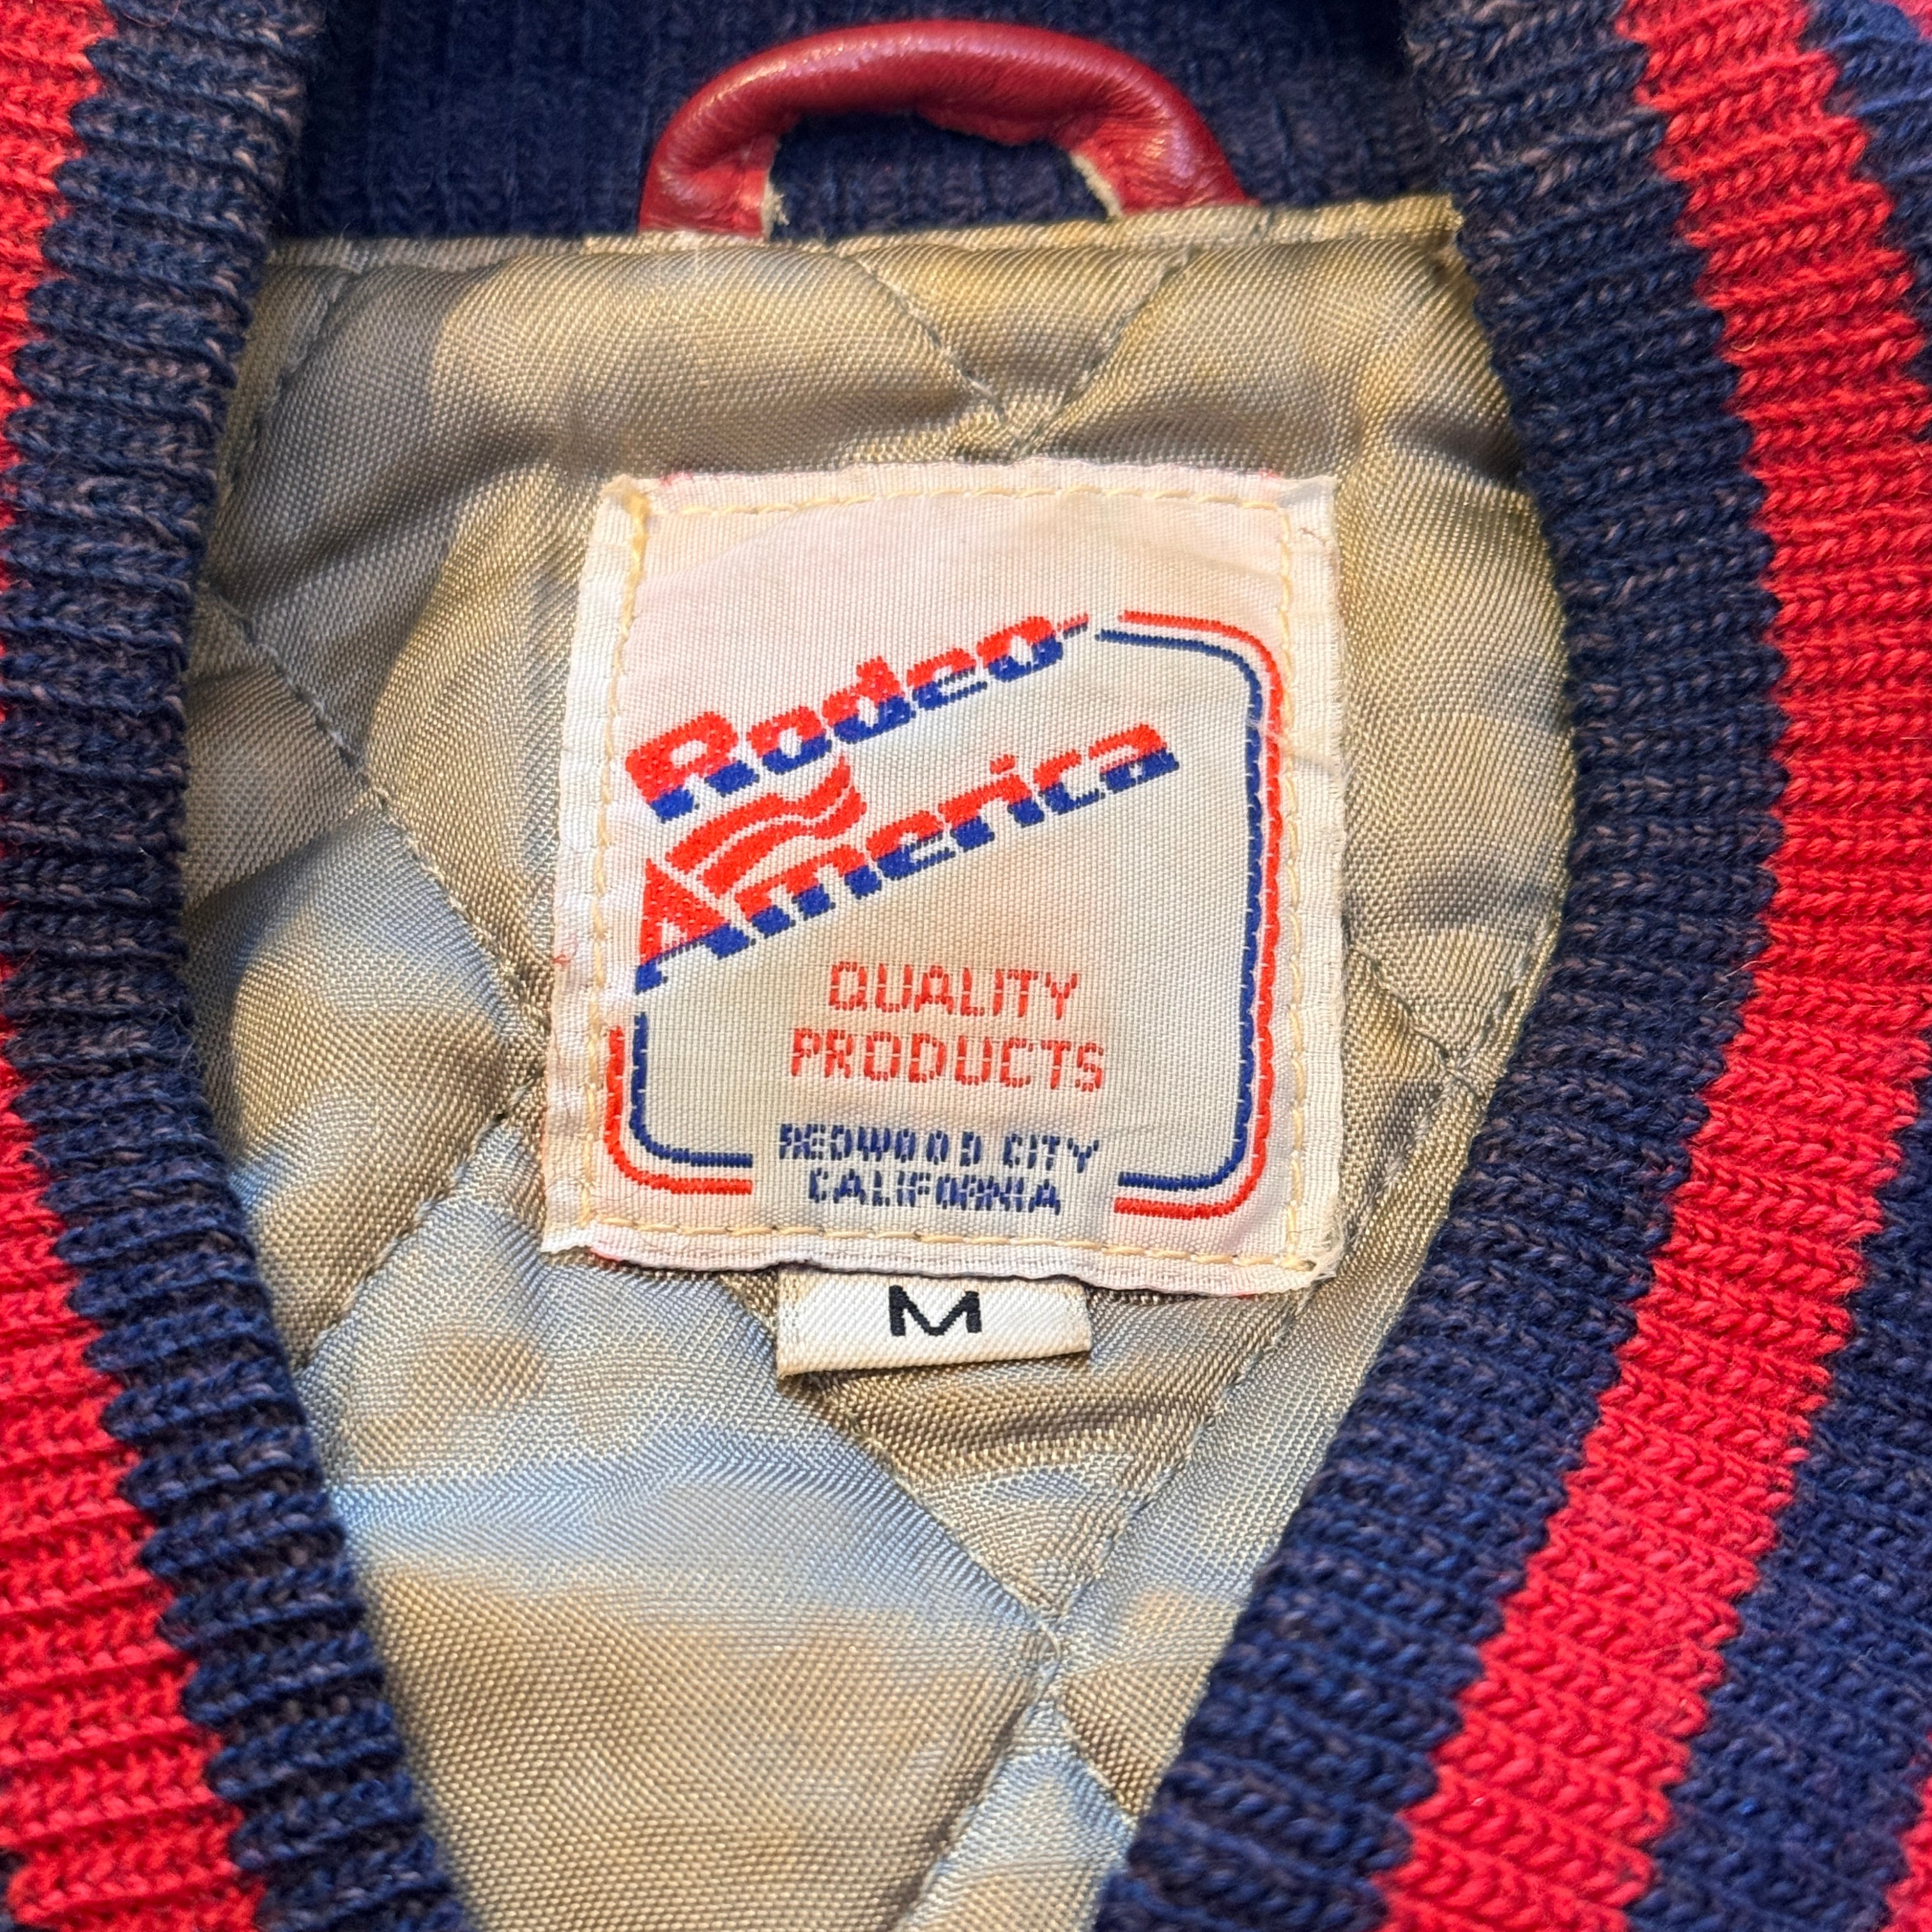 Rodeo
America
QUALITY
PRODUCTS
REDWOOD CITY
CALIFORNIA
M